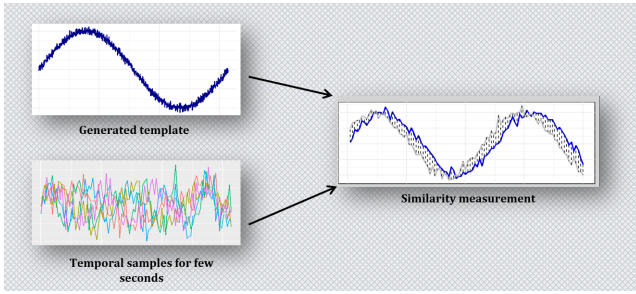 Generated template
Temporal samples for few
seconds
Similarity measurement